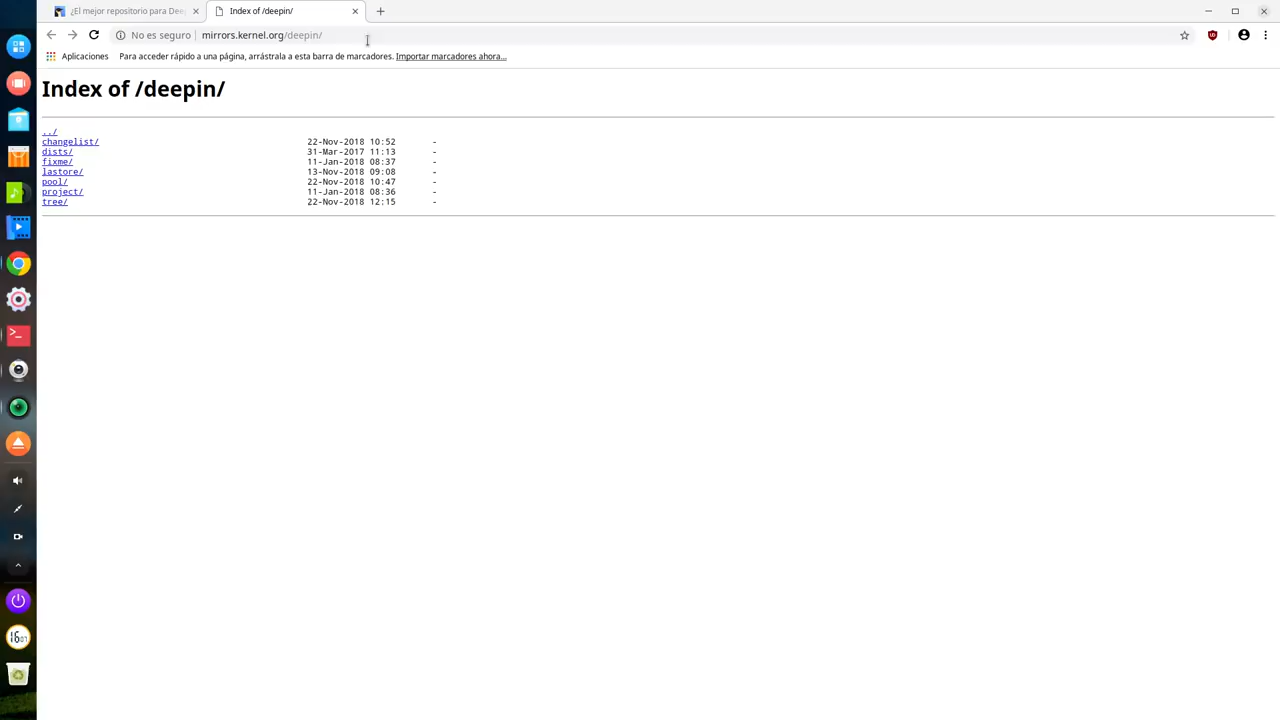 ¿El mejor repositorio para Dee
Index of /deepin/
No es seguro
mirrors.kernel.org/deepin/
Aplicaciones
Para acceder rápido a una página, arrástrala a esta barra de marcadores. Importar marcadores ahora...
Index of /deepin/
../
changelist/ 22-Nov-2018 10:52 -
dists/ 31-Mar-2017 11:13 -
fixme/ 11-Jan-2018 08:37 -
lastore/ 13-Nov-2018 09:08 -
pool/ 22-Nov-2018 10:47 -
project/ 11-Jan-2018 08:36 -
tree/ 22-Nov-2018 12:15 -